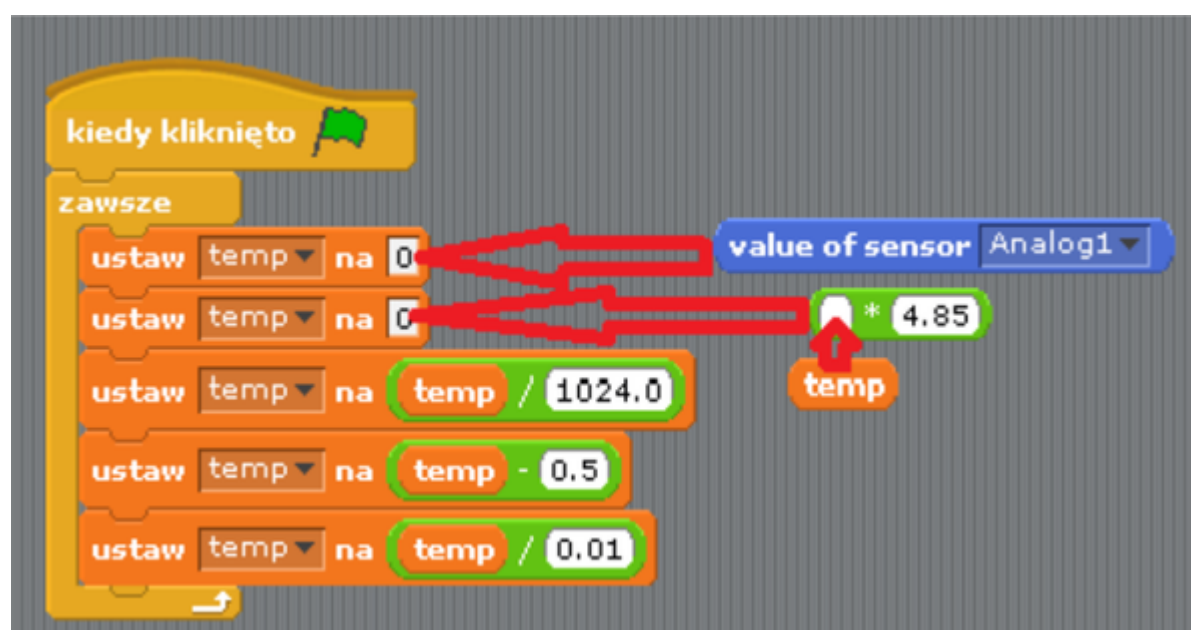 kiedy kliknięto
zawsze
ustaw temp na 0
value of sensor Analog1
ustaw temp na 0
* 4.85
ustaw temp na temp / 1024.0
temp
ustaw temp na temp - 0.5
ustaw temp na temp / 0.01